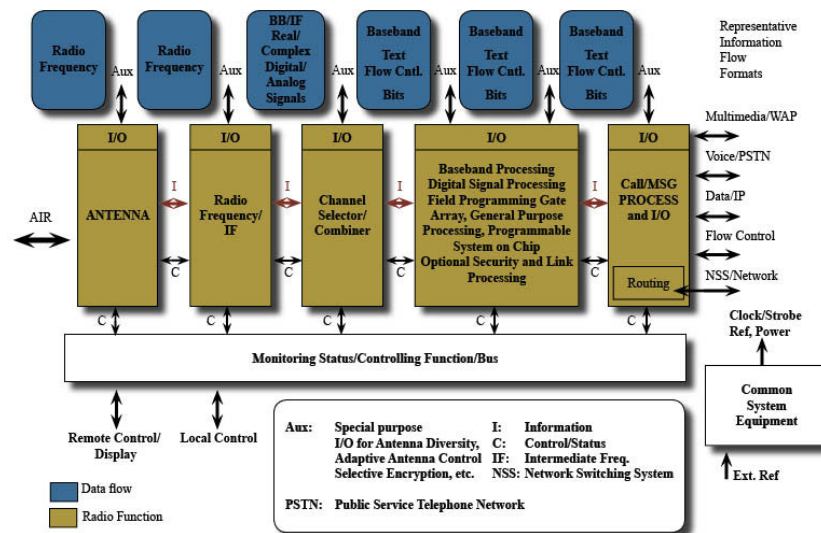 Radio
Frequency
Radio
Frequency
BB/IF
Real/
Complex
Digital/
Analog
Signals
Baseband
Text
Flow Cntl.
Bits
Baseband
Text
Flow Cntl.
Bits
Baseband
Text
Flow Cntl.
Bits
Representative
Information
Flow
Formats
Aux
Aux
Aux
Aux
Aux
Aux
I/O
I/O
I/O
I/O
I/O
AIR
ANTENNA
I
C
Radio
Frequency/
IF
I
C
Channel
Selector/
Combiner
I
C
Baseband Processing
Digital Signal Processing
Field Programming Gate
Array, General Purpose
Processing, Programmable
System on Chip
Optional Security and Link
Processing
I
C
Call/MSG
PROCESS
and I/O
Routing
Multimedia/WAP
Voice/PSTN
Data/IP
Flow Control
NSS/Network
C
C
C
C
C
Monitoring Status/Controlling Function/Bus
Clock/Strobe
Ref, Power
Common
System
Equipment
Ext. Ref
Remote Control/
Display
Local Control
Data flow
Radio Function
Aux: Special purpose I: Information
I/O for Antenna Diversity, C: Control/Status
Adaptive Antenna Control IF: Intermediate Freq.
Selective Encryption, etc. NSS: Network Switching System
PSTN: Public Service Telephone Network